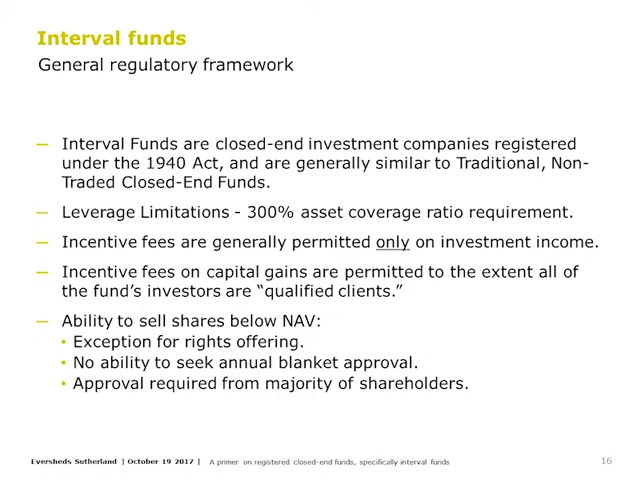 Interval funds
General regulatory framework
— Interval Funds are closed-end investment companies registered
under the 1940 Act, and are generally similar to Traditional, Non-
Traded Closed-End Funds.
— Leverage Limitations - 300% asset coverage ratio requirement.
— Incentive fees are generally permitted only on investment income.
— Incentive fees on capital gains are permitted to the extent all of
the fund's investors are “qualified clients.”
— Ability to sell shares below NAV:
• Exception for rights offering.
• No ability to seek annual blanket approval.
• Approval required from majority of shareholders.
Eversheds Sutherland | October 19 2017 | A primer on registered closed-end funds, specifically interval funds 16